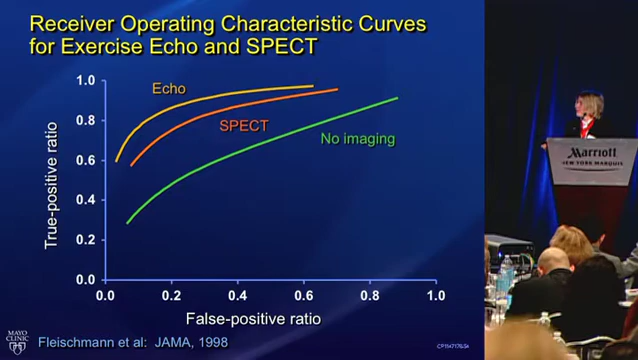 Receiver Operating Characteristic Curves
for Exercise Echo and SPECT
1.0
0.8
0.6
0.4
0.2
0.0
True-positive ratio
Echo
SPECT
No imaging
0.0 0.2 0.4 0.6 0.8 1.0
False-positive ratio
MAYO
CLINIC
Fleischmann et al: JAMA, 1998
Marriott
NEW YORK MARQUIS